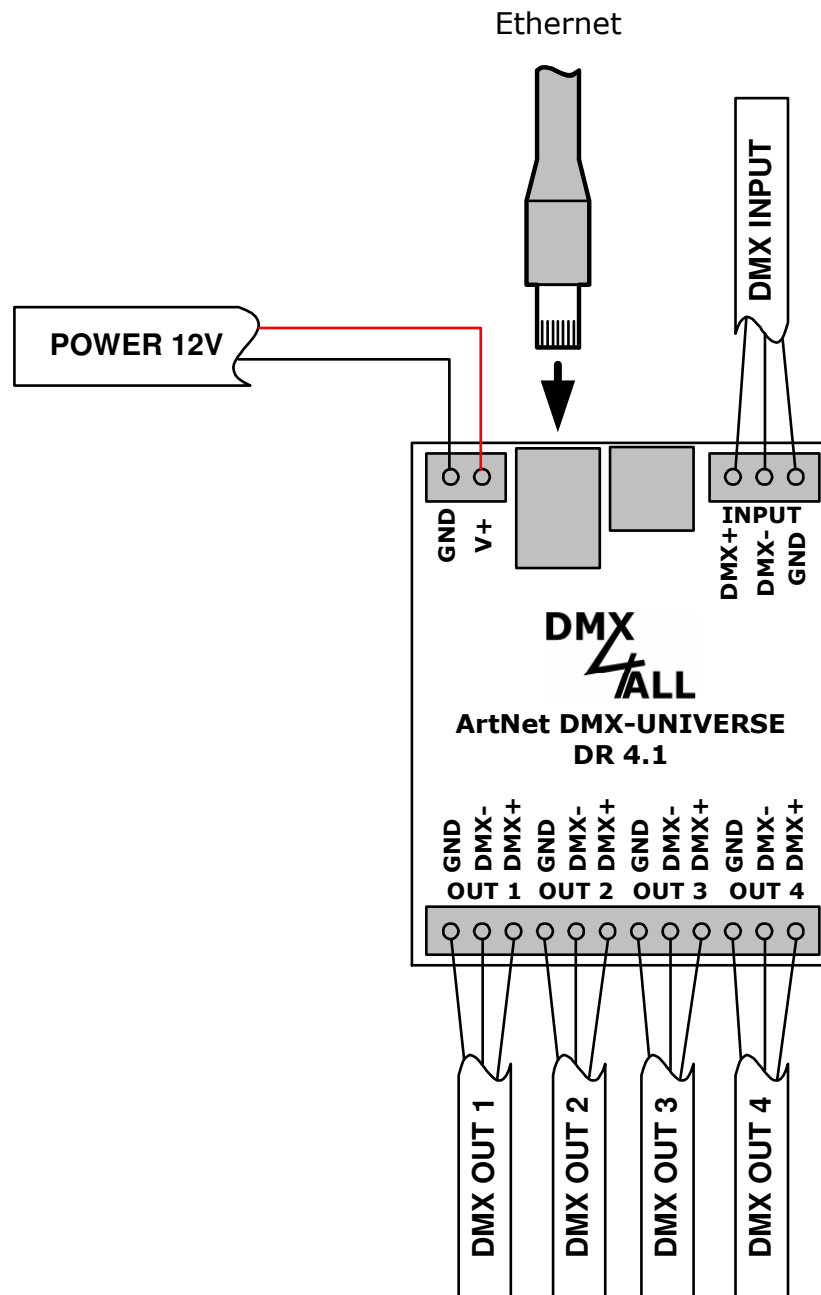 Ethernet
DMX INPUT
POWER 12V
GND V+
INPUT
DMX+ DMX- GND
DMX
4
ALL
ArtNet DMX-UNIVERSE
DR 4.1
GND DMX- DMX+ GND DMX- DMX+ GND DMX- DMX+ GND DMX- DMX+
OUT 1 OUT 2 OUT 3 OUT 4
DMX OUT 1
DMX OUT 2
DMX OUT 3
DMX OUT 4